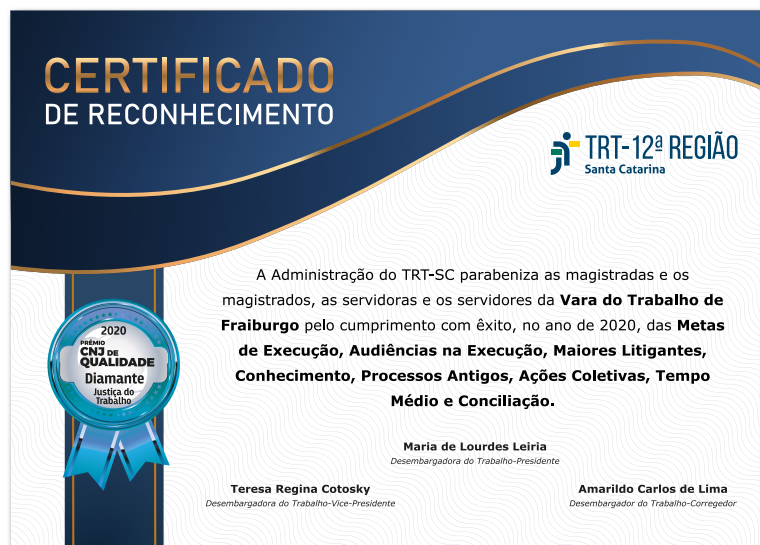 CERTIFICADO
DE RECONHECIMENTO
TRT-12ª REGIÃO
Santa Catarina
A Administração do TRT-SC parabeniza as magistradas e os
magistrados, as servidoras e os servidores da Vara do Trabalho de
Fraiburgo pelo cumprimento com êxito, no ano de 2020, das Metas
de Execução, Audiências na Execução, Maiores Litigantes,
Conhecimento, Processos Antigos, Ações Coletivas, Tempo
Médio e Conciliação.
2020
PRÊMIO
CNJ DE
QUALIDADE
Diamante
Justiça do
Trabalho
Maria de Lourdes Leiria
Desembargadora do Trabalho-Presidente
Teresa Regina Cotosky
Desembargadora do Trabalho-Vice-Presidente
Amarildo Carlos de Lima
Desembargador do Trabalho-Corregedor